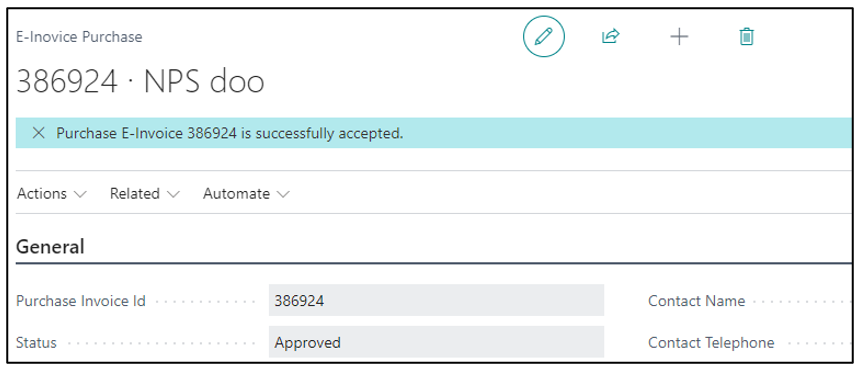 E-Inovice Purchase
386924 · NPS doo
Purchase E-Invoice 386924 is successfully accepted.
Actions Related Automate
General
Purchase Invoice Id 386924 Contact Name
Status Approved Contact Telephone